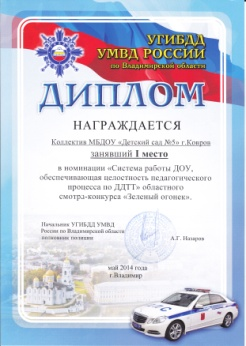 УГИБДД
УМВД РОССИИ
по Владимирской области
ДИПЛОМ
НАГРАЖДАЕТСЯ
Коллектив МБДОУ «Детский сад №5» г.Ковров
занявший I место
в номинации «Система работы ДОУ,
обеспечивающая целостность педагогического
процесса по ДДТТ» областного
смотра-конкурса «Зеленый огонек».
Начальник УГИБДД УМВД
России по Владимирской области
полковник полиции
А.Г. Назаров
май 2014 года
г.Владимир